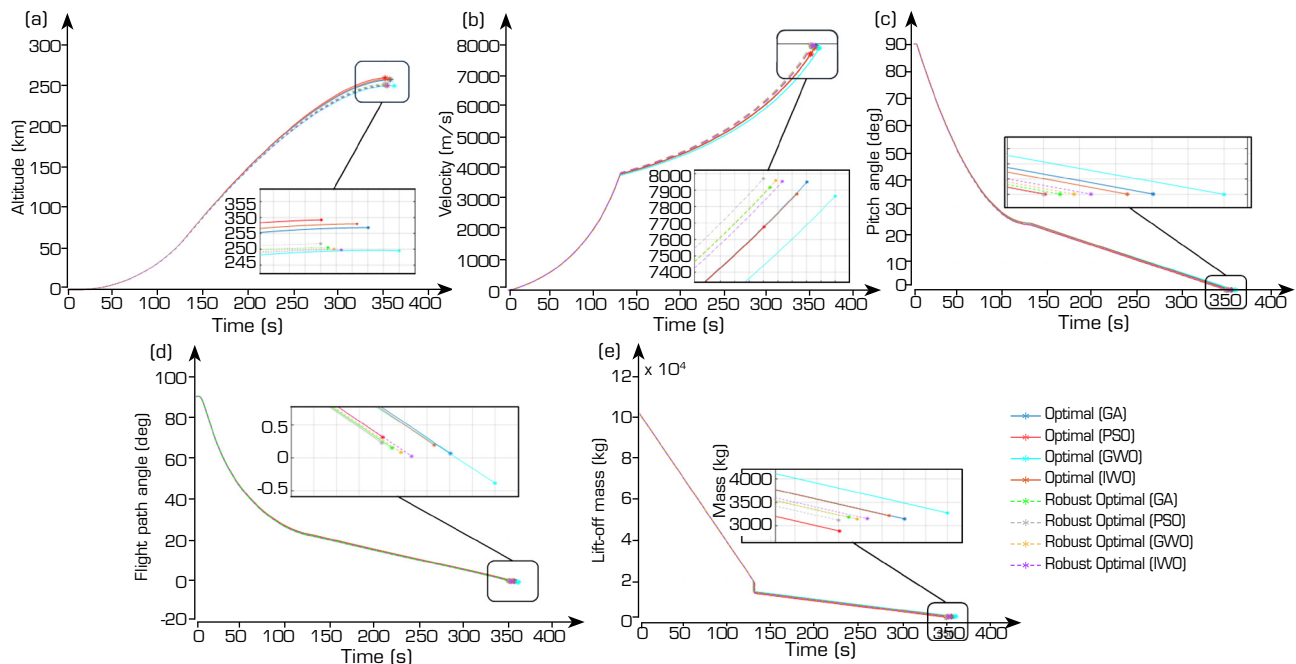 (a)
Altitude (km)
300
250
200
150
100
50
0
355
350
255
250
245
0 50 100 150 200 250 300 350 400
Time (s)
(b)
Velocity (m/s)
8000
7000
6000
5000
4000
3000
2000
1000
0
8000
7900
7800
7700
7600
7500
7400
0 50 100 150 200 250 300 350 400
Time (s)
(c)
Pitch angle (deg)
90
80
70
60
50
40
30
20
10
0
0 50 100 150 200 250 300 350 400
Time (s)
(d)
Flight path angle (deg)
100
80
60
40
20
0
-20
0.5
0
-0.5
0 50 100 150 200 250 300 350 400
Time (s)
(e)
x 10⁴
Lift-off mass (kg)
12
10
8
6
4
2
0
Mass (kg)
4000
3500
3000
0 50 100 150 200 250 300 350 400
Time (s)
Optimal (GA)
Optimal (PSO)
Optimal (GWO)
Optimal (IWO)
Robust Optimal (GA)
Robust Optimal (PSO)
Robust Optimal (GWO)
Robust Optimal (IWO)